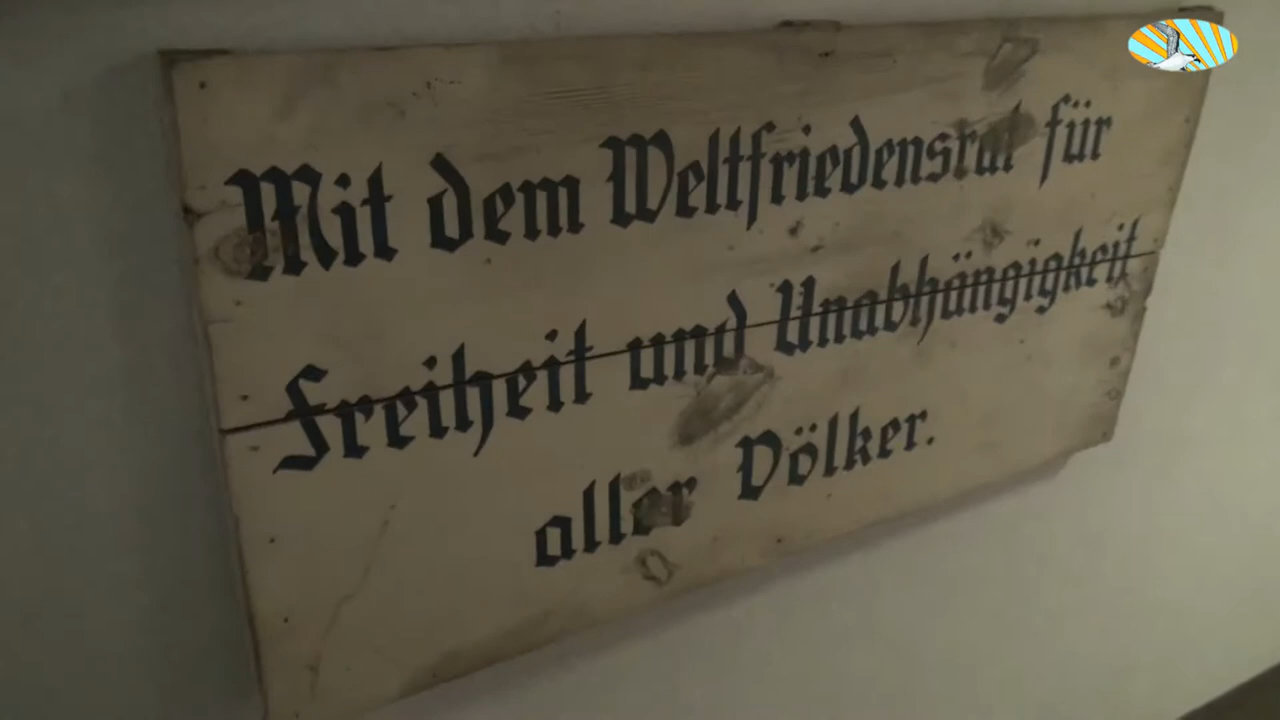 Mit dem Weltfriedensrat für
Freiheit und Unabhängigkeit
aller Völker.